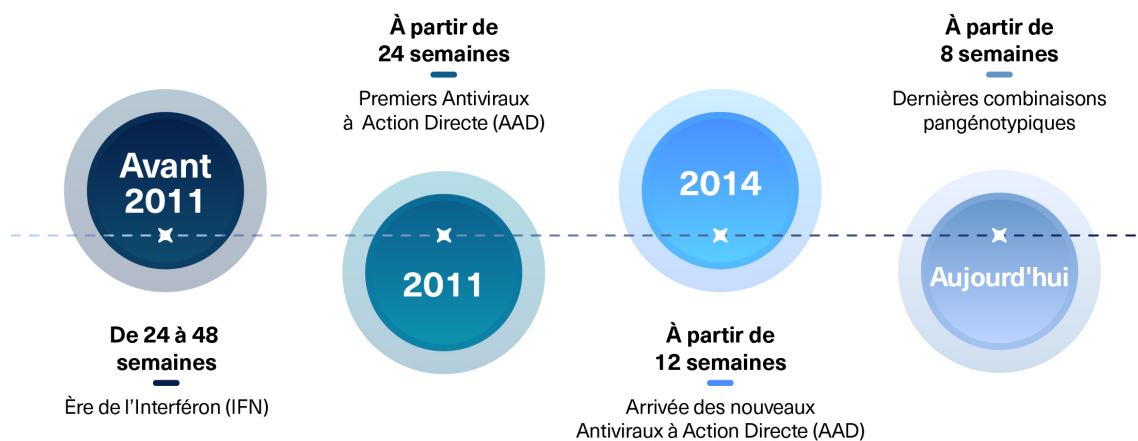 Avant
2011
De 24 à 48
semaines
Ère de l'Interféron (IFN)
À partir de
24 semaines
Premiers Antiviraux
à Action Directe (AAD)
2011
2014
À partir de
12 semaines
Arrivée des nouveaux
Antiviraux à Action Directe (AAD)
À partir de
8 semaines
Dernières combinaisons
pangénotypiques
Aujourd'hui